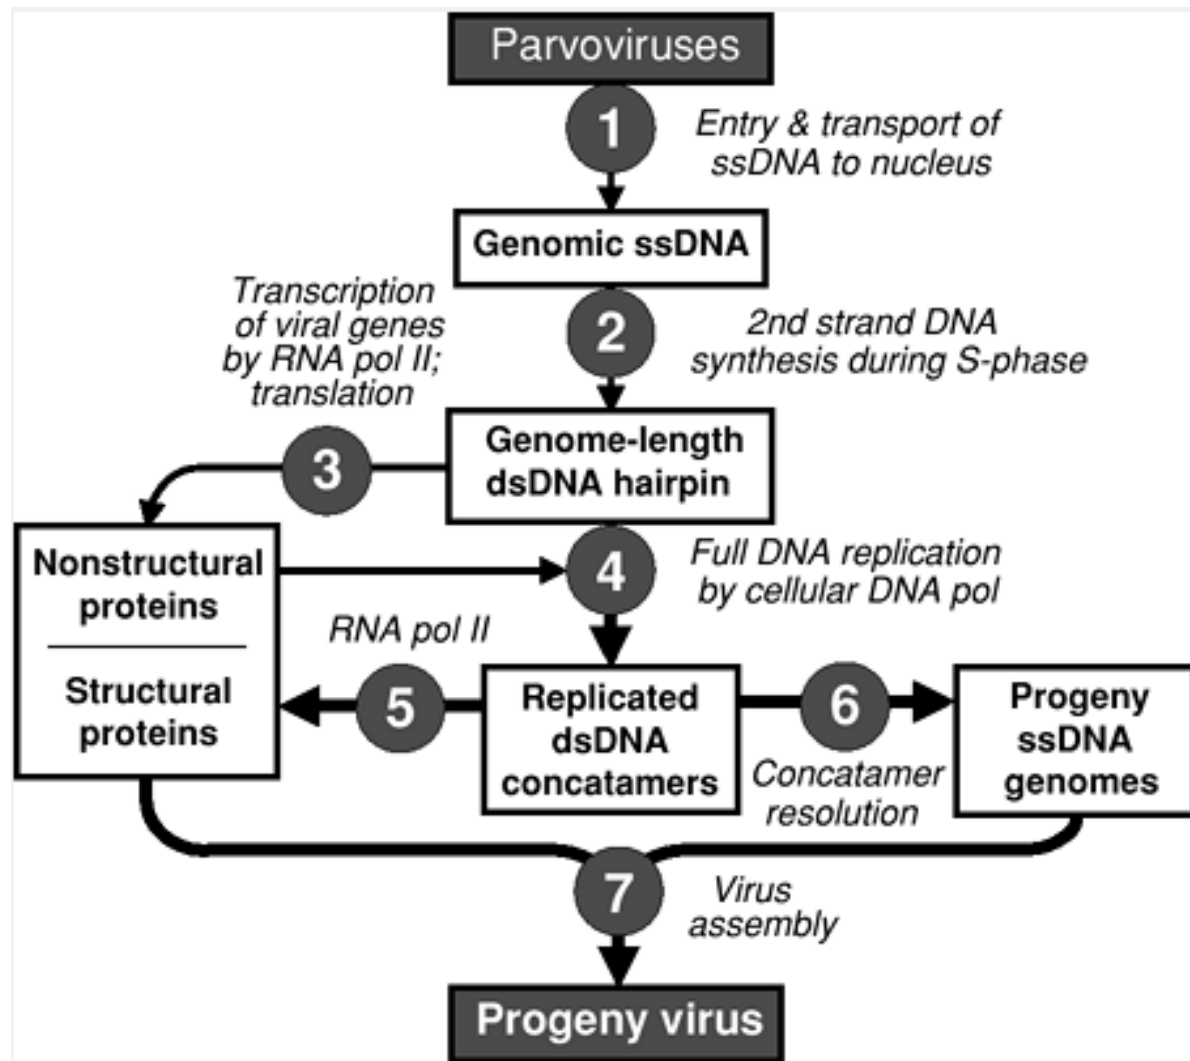 Parvoviruses
1
Entry & transport of
ssDNA to nucleus
Genomic ssDNA
Transcription
of viral genes
by RNA pol II;
translation
2
2nd strand DNA
synthesis during S-phase
Genome-length
dsDNA hairpin
3
Nonstructural
proteins
4
Full DNA replication
by cellular DNA pol
RNA pol II
Structural
proteins
5
Replicated
dsDNA
concatamers
6
Concatamer
resolution
Progeny
ssDNA
genomes
7
Virus
assembly
Progeny virus